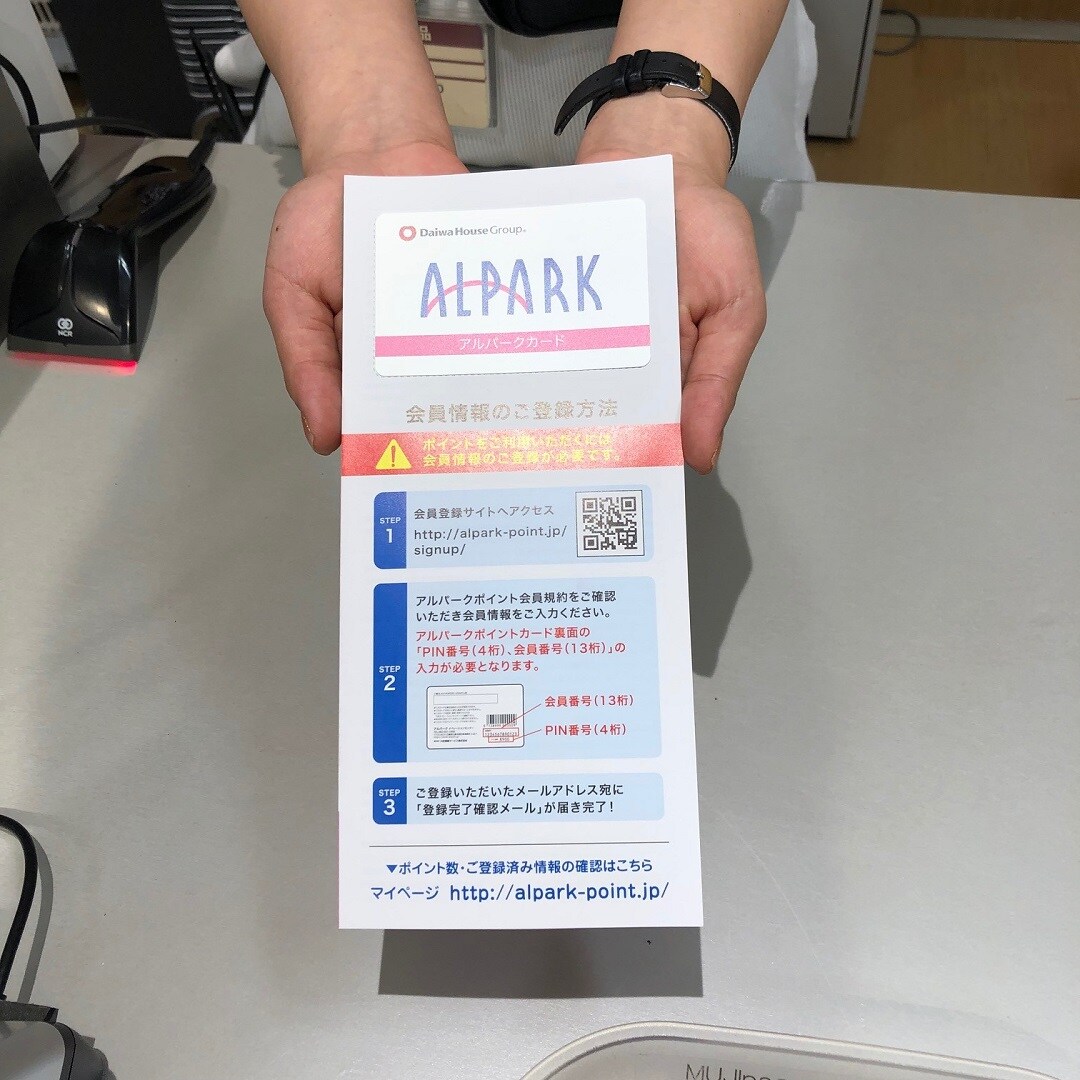 品
NCR
Daiwa House Group®
ALPARK
アルパークカード
会員情報のご登録方法
ポイントをご利用いただくには
会員情報のご登録が必要です。
STEP
1
会員登録サイトへアクセス
http://alpark-point.jp/
signup/
STEP
2
アルパークポイント会員規約をご確認
いただき会員情報をご入力ください。
アルパークポイントカード裏面の
「PIN番号(4桁)、会員番号(13桁)」の
入力が必要となります。
会員番号(13桁)
PIN番号(4桁)
STEP
3
ご登録いただいたメールアドレス宛に
「登録完了確認メール」が届き完了!
▼ポイント数・ご登録済み情報の確認はこちら
マイページ http://alpark-point.jp/